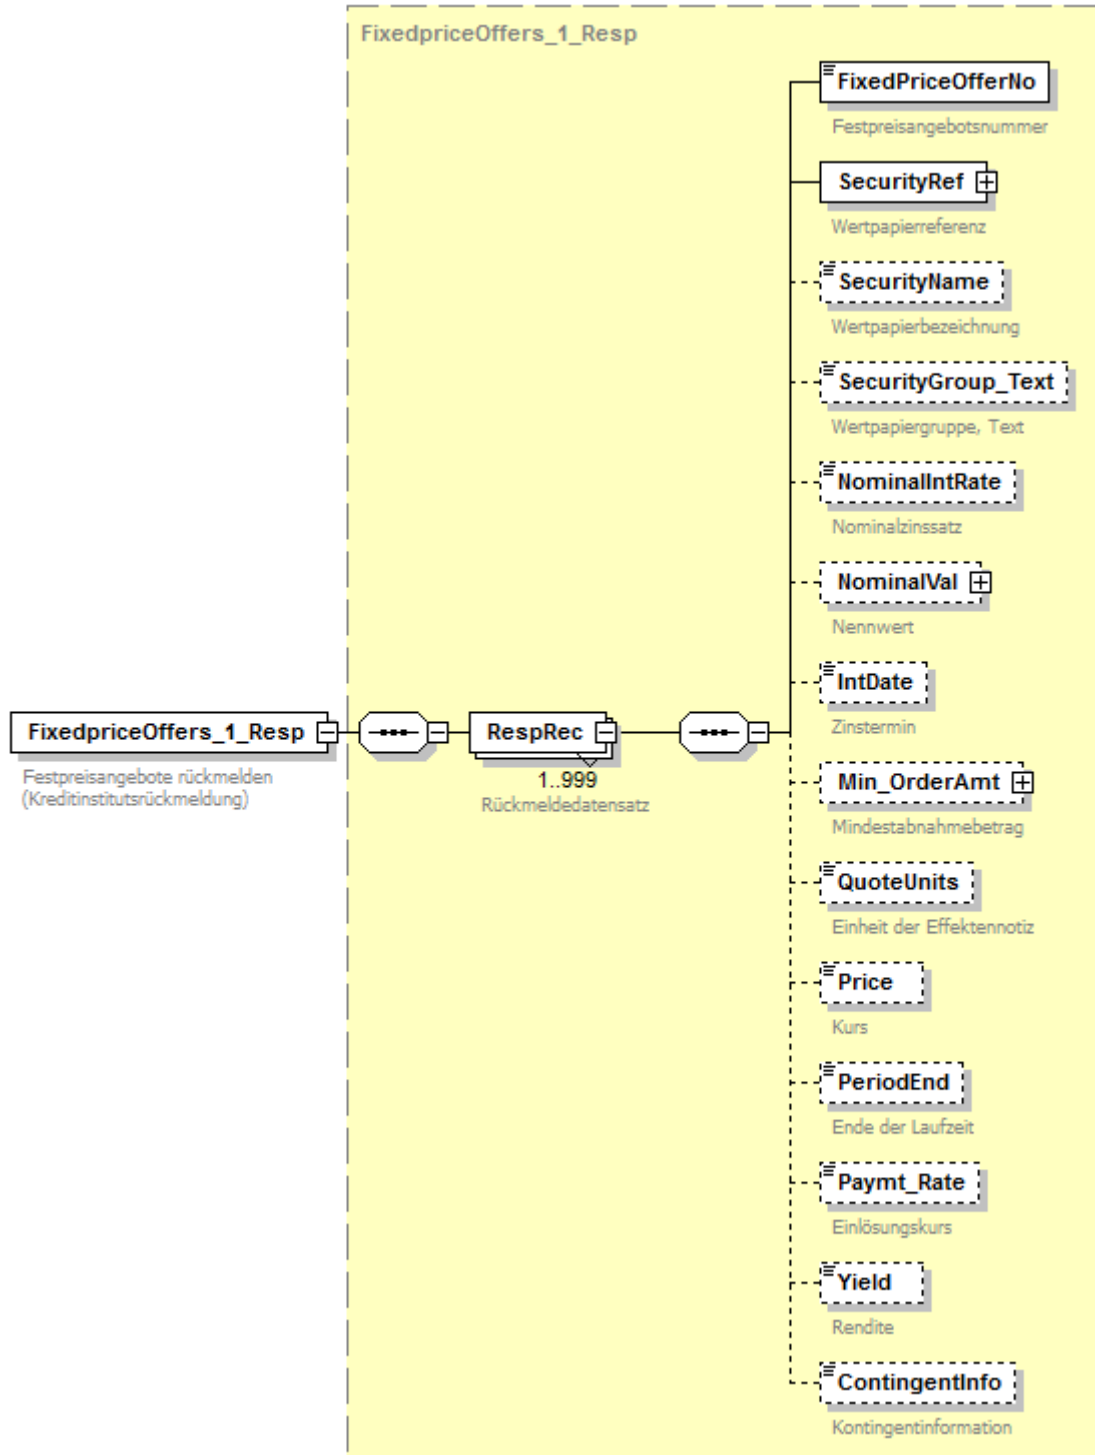 FixedpriceOffers_1_Resp
FixedPriceOfferNo
Festpreisangebotsnummer
SecurityRef
Wertpapierreferenz
SecurityName
Wertpapierbezeichnung
SecurityGroup_Text
Wertpapiergruppe, Text
NominalIntRate
Nominalzinssatz
NominalVal
Nennwert
IntDate
Zinstermin
FixedpriceOffers_1_Resp
Festpreisangebote rückmelden
(Kreditinstitutsrückmeldung)
RespRec
1..999
Rückmeldedatensatz
Min_OrderAmt
Mindestabnahmebetrag
QuoteUnits
Einheit der Effektennotiz
Price
Kurs
PeriodEnd
Ende der Laufzeit
Paymt_Rate
Einlösungskurs
Yield
Rendite
ContingentInfo
Kontingentinformation